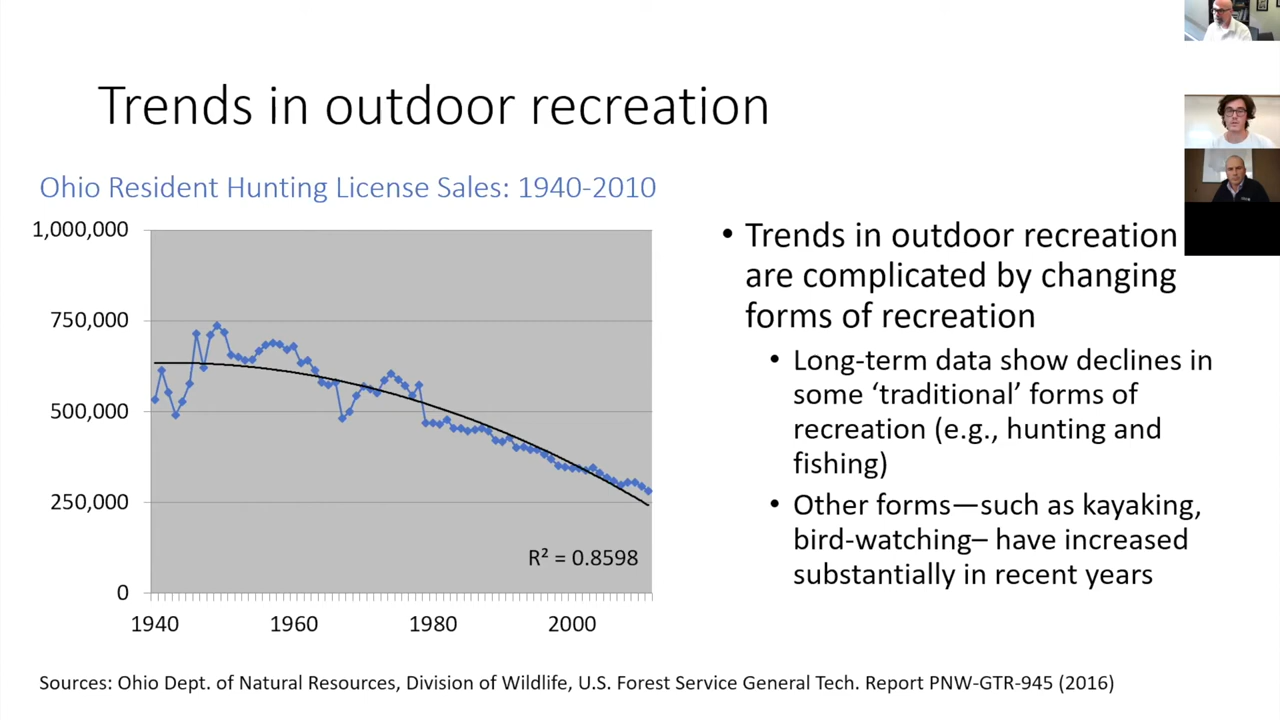 Trends in outdoor recreation
Ohio Resident Hunting License Sales: 1940-2010
1,000,000
750,000
500,000
250,000
0
1940
1960
1980
2000
R² = 0.8598
• Trends in outdoor recreation
are complicated by changing
forms of recreation
• Long-term data show declines in
some ‘traditional’ forms of
recreation (e.g., hunting and
fishing)
• Other forms—such as kayaking,
bird-watching– have increased
substantially in recent years
Sources: Ohio Dept. of Natural Resources, Division of Wildlife, U.S. Forest Service General Tech. Report PNW-GTR-945 (2016)